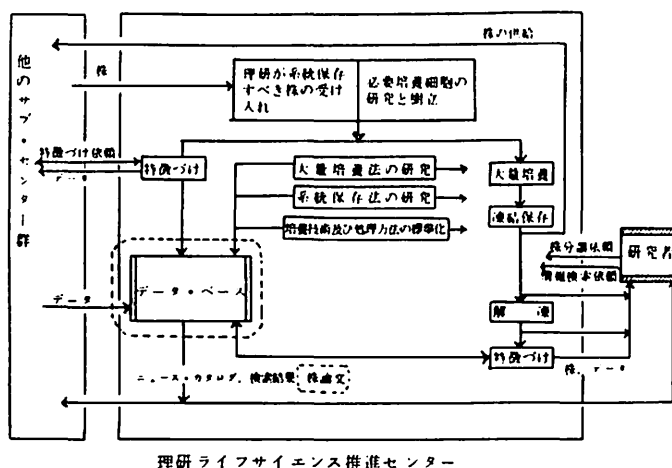 他のサブ・センター群
株の供給
株
理研が系統保存
すべき株の受け
入れ
必要培養細胞の
研究と樹立
特徴づけ依頼
データ
特徴づけ
大量培養法の研究
系統保存法の研究
培養技術及び処理方法の標準化
大量培養
凍結保存
株分譲依頼
情報検索依頼
研究者
データ
データ・ベース
解凍
特徴づけ
株、データ
ニュース・カタログ、検索結果、株論文
理研ライフサイエンス推進センター